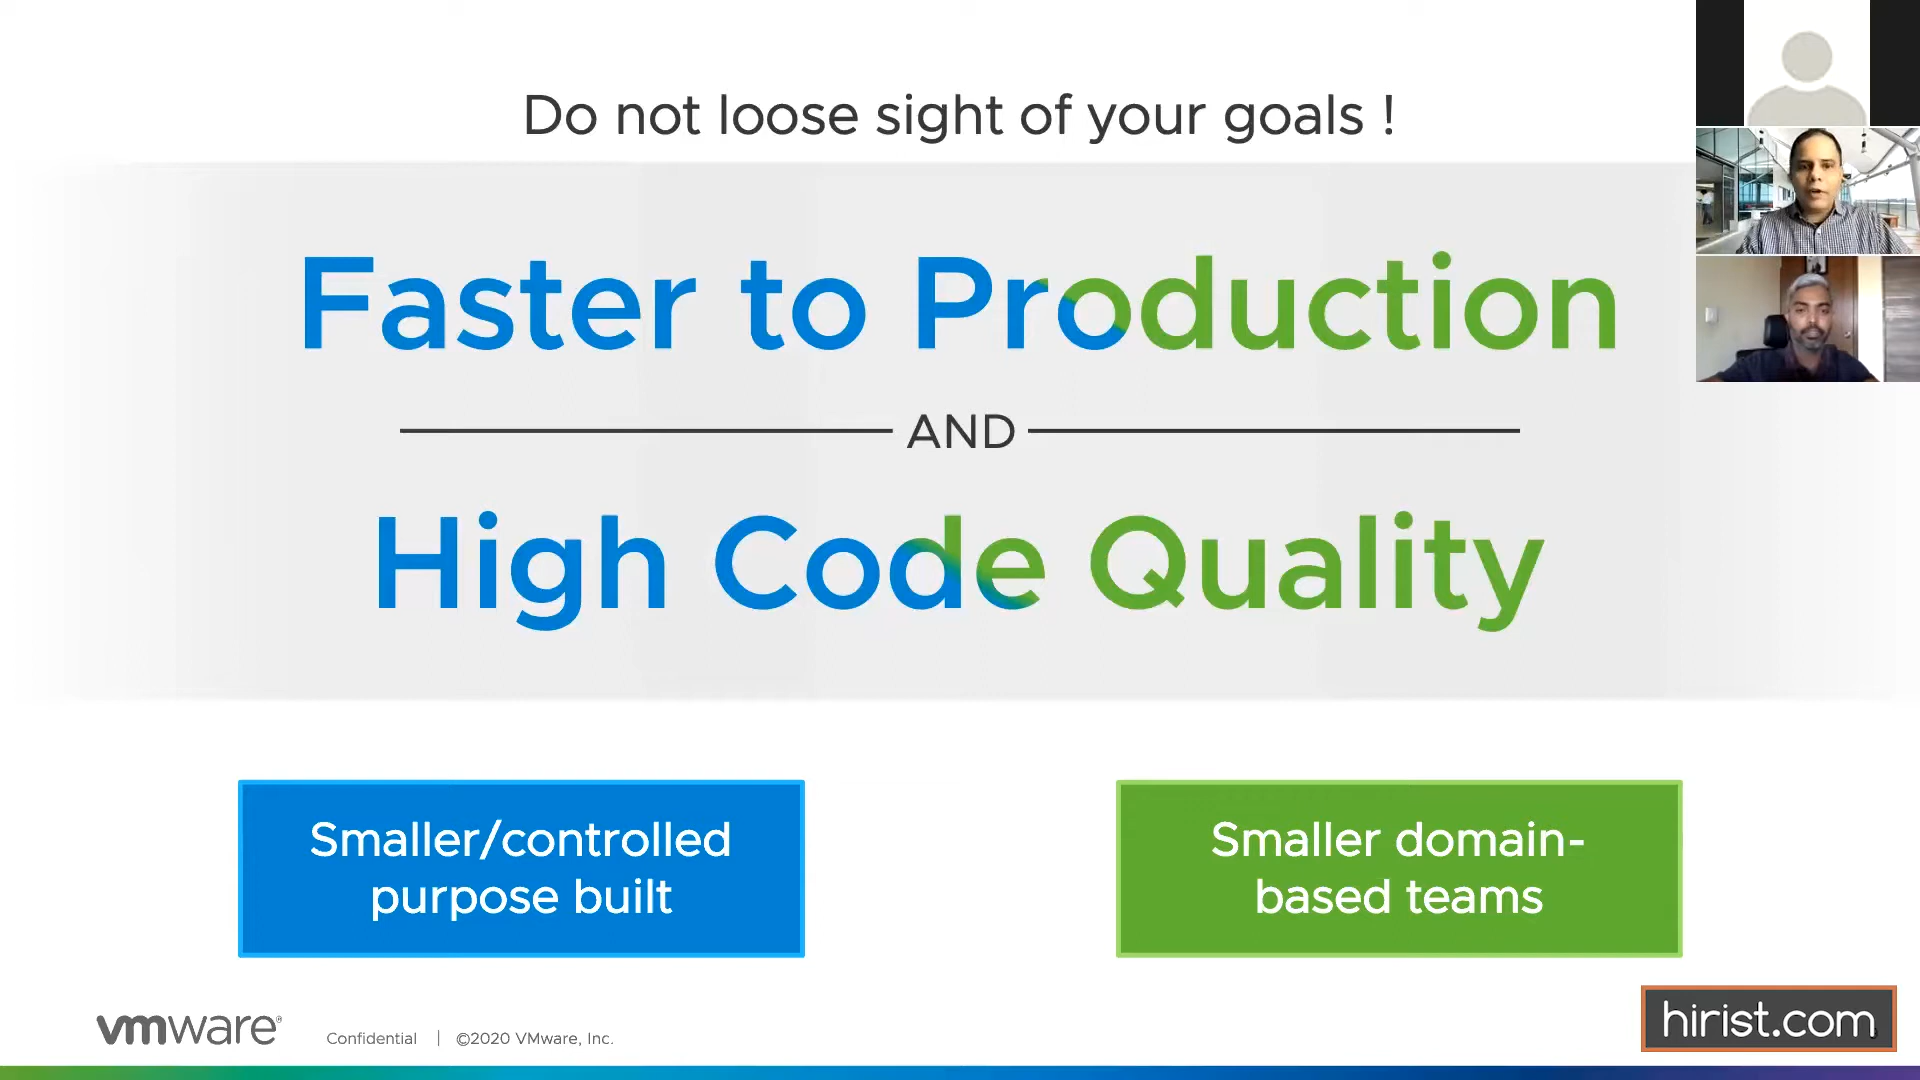 Do not loose sight of your goals !
Faster to Production
AND
High Code Quality
Smaller/controlled
purpose built
Smaller domain-
based teams
vmware®
Confidential | ©2020 VMware, Inc.
hirist.com